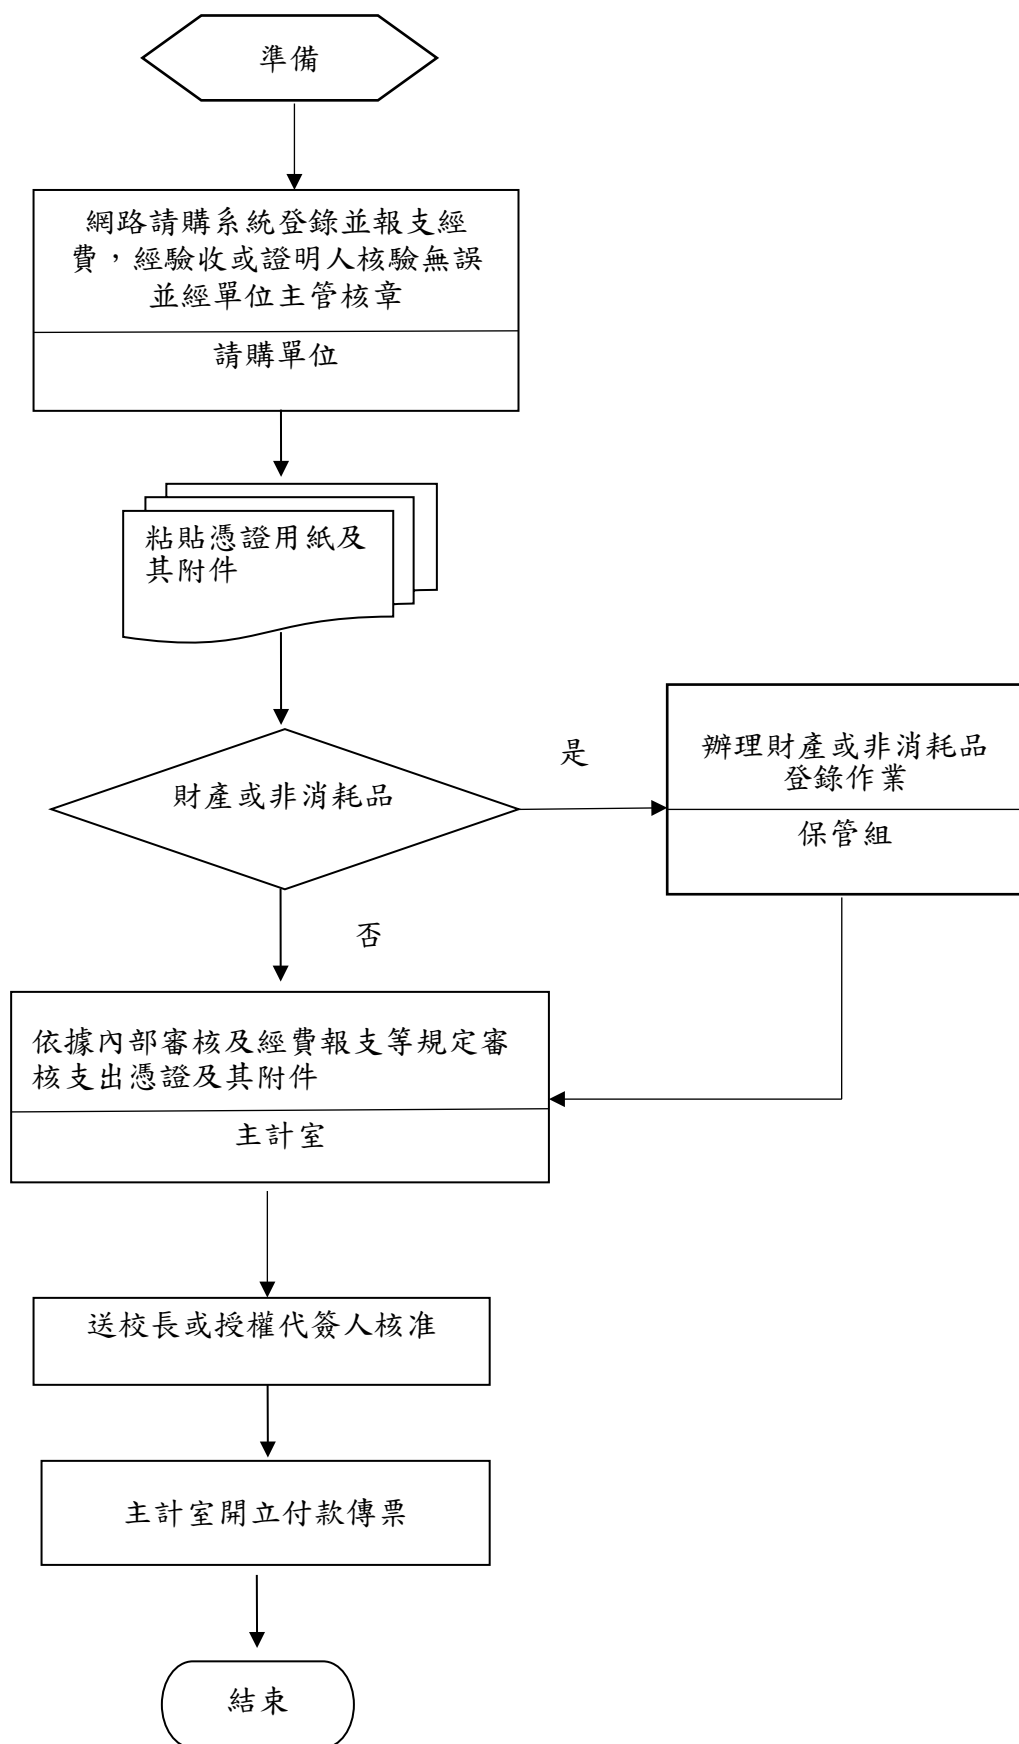 準備
網路請購系統登錄並報支經
費，經驗收或證明人核驗無誤
並經單位主管核章
請購單位
粘貼憑證用紙及
其附件
財產或非消耗品
是
辦理財產或非消耗品
登錄作業
保管組
否
依據內部審核及經費報支等規定審
核支出憑證及其附件
主計室
送校長或授權代簽人核准
主計室開立付款傳票
結束